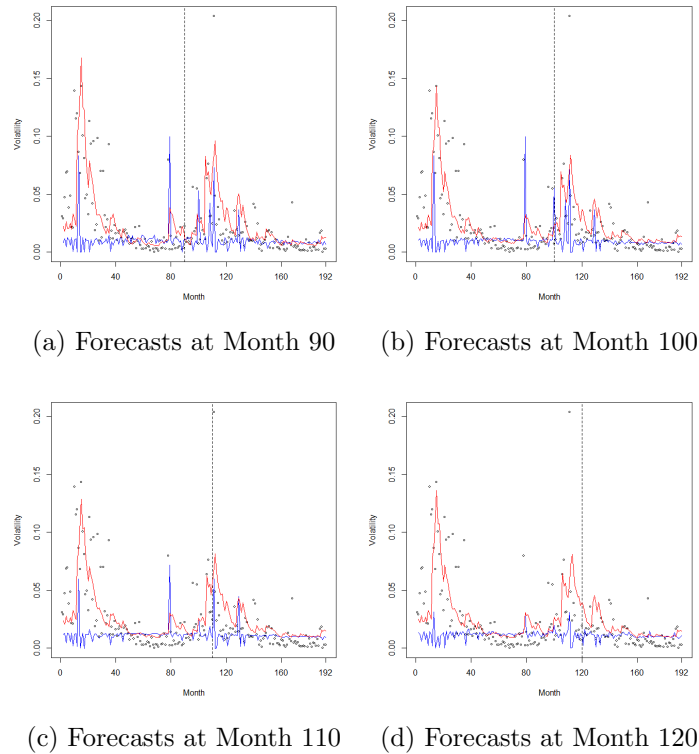 0.20
0.15
0.10
0.05
0.00
Volatility
0 40 80 120 160 192
Month
0.20
0.15
0.10
0.05
0.00
Volatility
0 40 80 120 160 192
Month
(a) Forecasts at Month 90
(b) Forecasts at Month 100
0.20
0.15
0.10
0.05
0.00
Volatility
0 40 80 120 160 192
Month
0.20
0.15
0.10
0.05
0.00
Volatility
0 40 80 120 160 192
Month
(c) Forecasts at Month 110
(d) Forecasts at Month 120